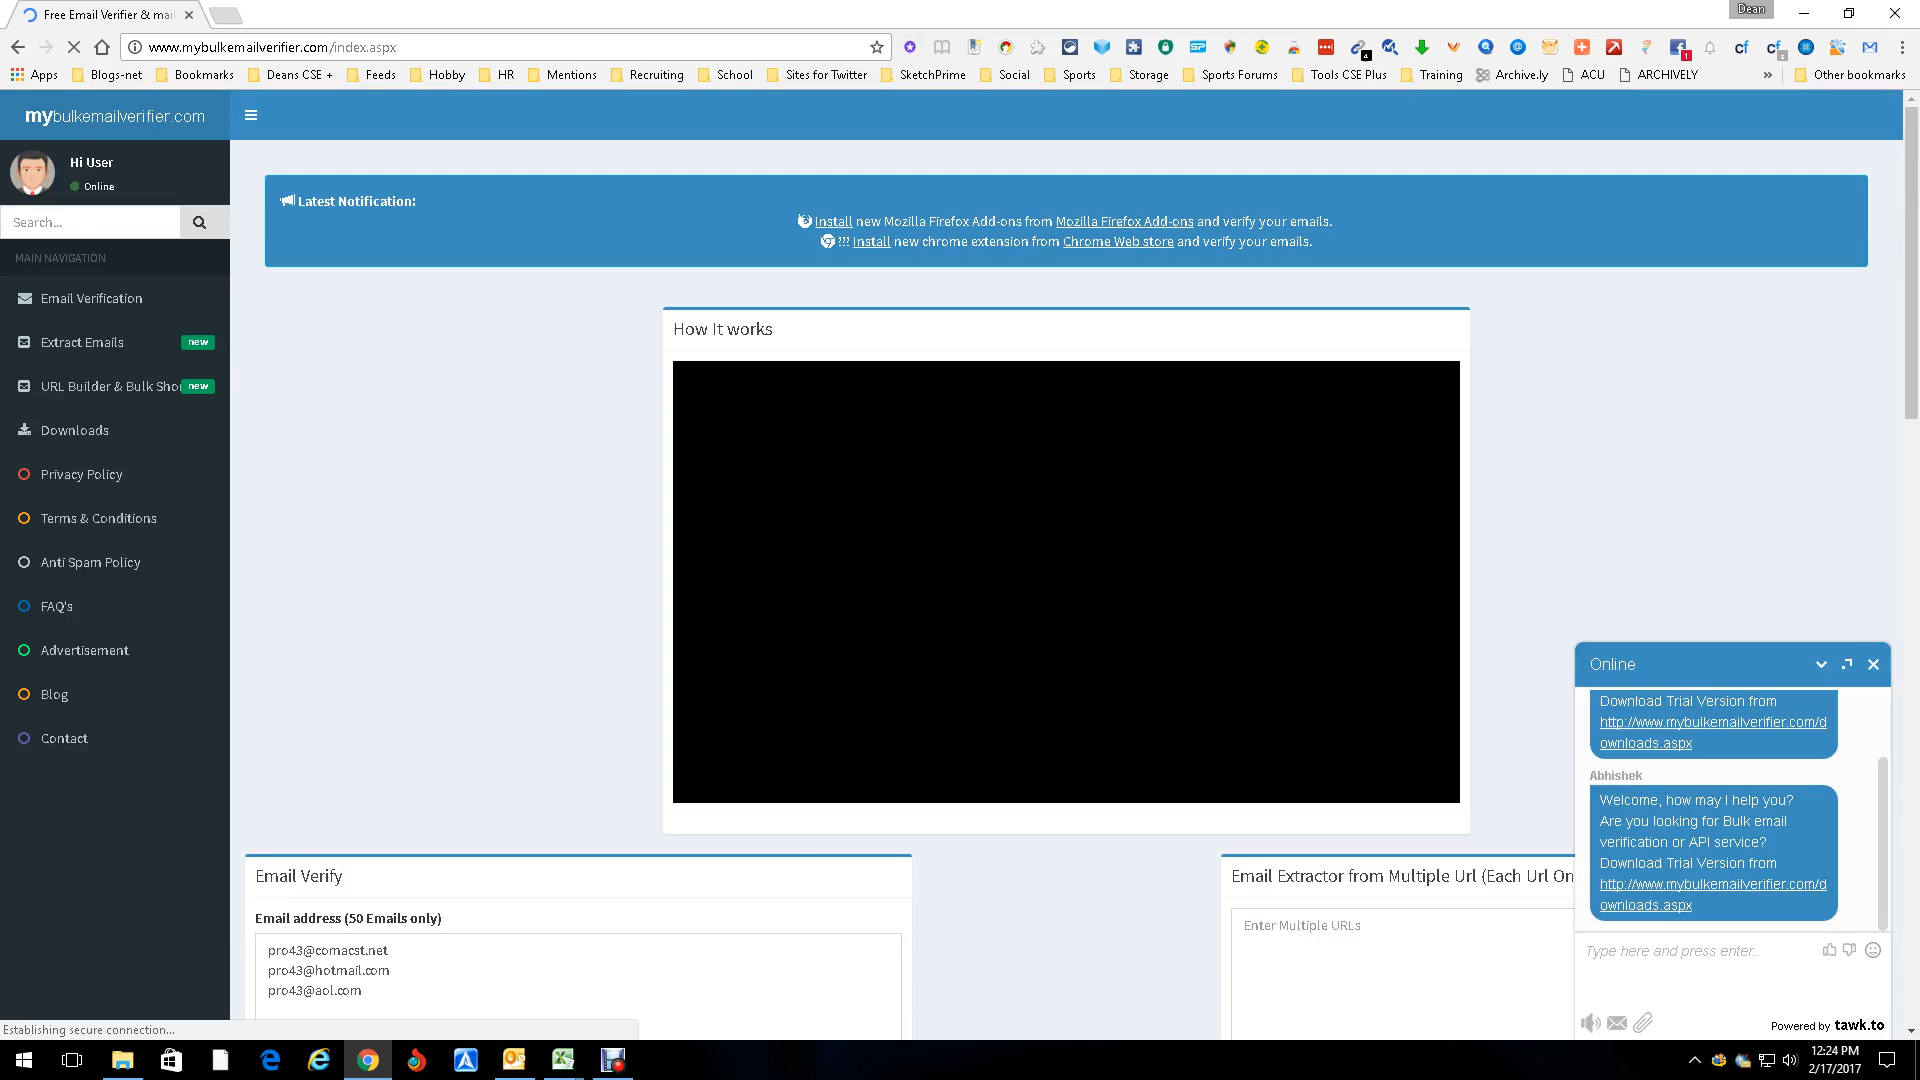 Free Email Verifier & mai
Dean
www.mybulkemailverifier.com/index.aspx
Apps
Blogs-net
Bookmarks
Deans CSE +
Feeds
Hobby
HR
Mentions
Recruiting
School
Sites for Twitter
SketchPrime
Social
Sports
Storage
Sports Forums
Tools CSE Plus
Training
Archive.ly
ACU
ARCHIVELY
»
Other bookmarks
mybulkemailverifier.com
Hi User
Online
Search...
MAIN NAVIGATION
Email Verification
Extract Emails new
URL Builder & Bulk Sho new
Downloads
Privacy Policy
Terms & Conditions
Anti Spam Policy
FAQ's
Advertisement
Blog
Contact
Latest Notification:
Install new Mozilla Firefox Add-ons from Mozilla Firefox Add-ons and verify your emails.
!!! Install new chrome extension from Chrome Web store and verify your emails.
How It works
Email Verify
Email address (50 Emails only)
pro43@comacst.net
pro43@hotmail.com
pro43@aol.com
Email Extractor from Multiple Url (Each Url On
Enter Multiple URLs
Online
Download Trial Version from
http://www.mybulkemailverifier.com/d
ownloads.aspx
Abhishek
Welcome, how may I help you?
Are you looking for Bulk email
verification or API service?
Download Trial Version from
http://www.mybulkemailverifier.com/d
ownloads.aspx
Type here and press enter..
Powered by tawk.to
Establishing secure connection...
12:24 PM
2/17/2017